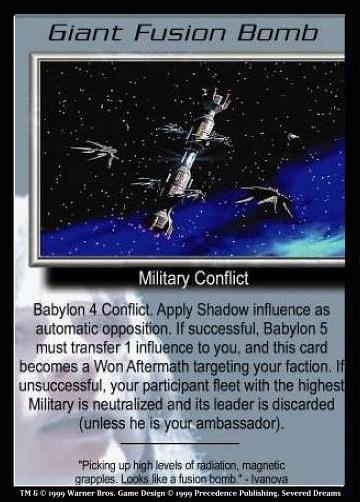 Giant Fusion Bomb
Military Conflict
Babylon 4 Conflict. Apply Shadow influence as
automatic opposition. If successful, Babylon 5
must transfer 1 influence to you, and this card
becomes a Won Aftermath targeting your faction. If
unsuccessful, your participant fleet with the highest
Military is neutralized and its leader is discarded
(unless he is your ambassador).
"Picking up high levels of radiation, magnetic
grapples. Looks like a fusion bomb." - Ivanova
TM & © 1999 Warner Bros. Game Design © 1999 Precedence Publishing. Severed Dreams